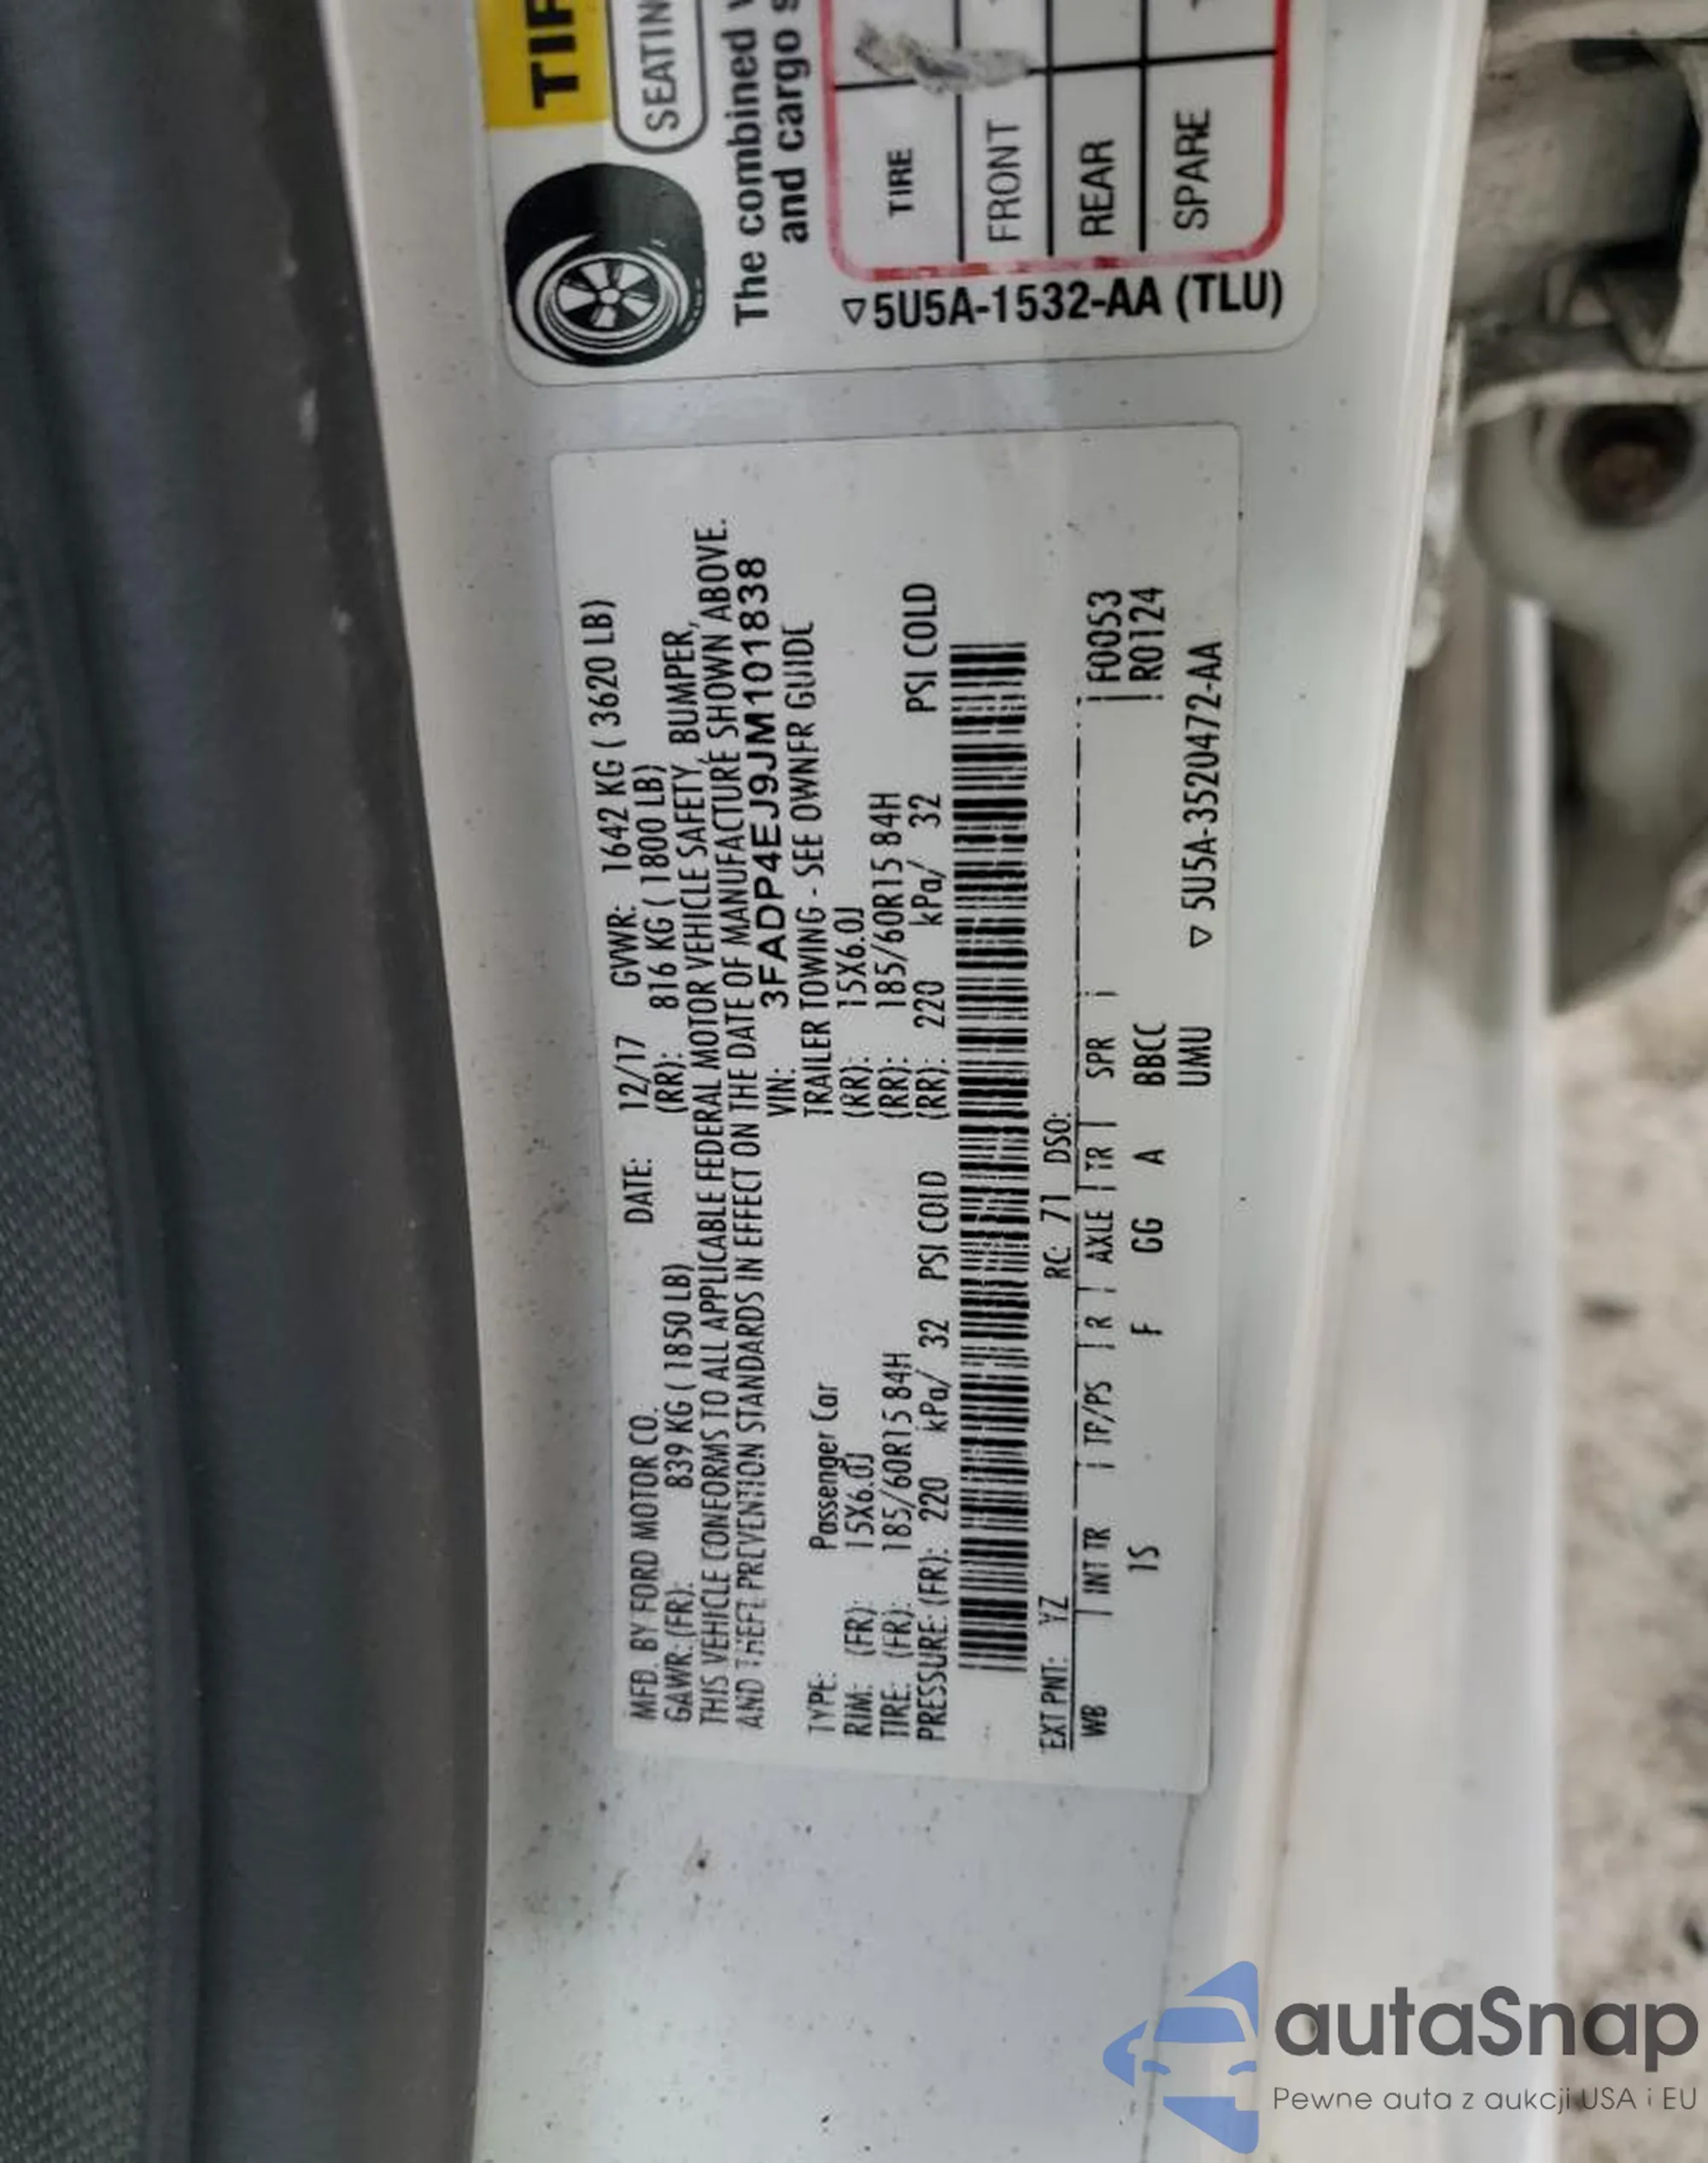 TIR
SEATIN
The combined
and cargo s
TIRE
FRONT
REAR
SPARE
▽5U5A-1532-AA (TLU)
MFD. BY FORD MOTOR CO. DATE: 12/17 GVWR: 1642 KG ( 3620 LB)
GAWR: (FR): 839 KG ( 1850 LB) (RR): 816 KG ( 1800 LB)
THIS VEHICLE CONFORMS TO ALL APPLICABLE FEDERAL MOTOR VEHICLE SAFETY, BUMPER,
AND THEFT PREVENTION STANDARDS IN EFFECT ON THE DATE OF MANUFACTURE SHOWN ABOVE.
VIN: 3FADP4EJ9JM101838
TYPE: Passenger Car TRAILER TOWING - SEE OWNER GUIDE
RIM: (FR): 15X6.0J (RR): 15X6.0J
TIRE: (FR): 185/60R15 84H (RR): 185/60R15 84H
PRESSURE: (FR): 220 kPa/ 32 PSI COLD (RR): 220 kPa/ 32 PSI COLD
EXT PNT: YZ RC: 71 DSO:
WB | INT TR | TP/PS | R | AXLE | TR | SPR | F0053
1S F GG A BBCC R0124
UMU ▽ 5U5A-3520472-AA
autaSnap
Pewne auta z aukcji USA i EU